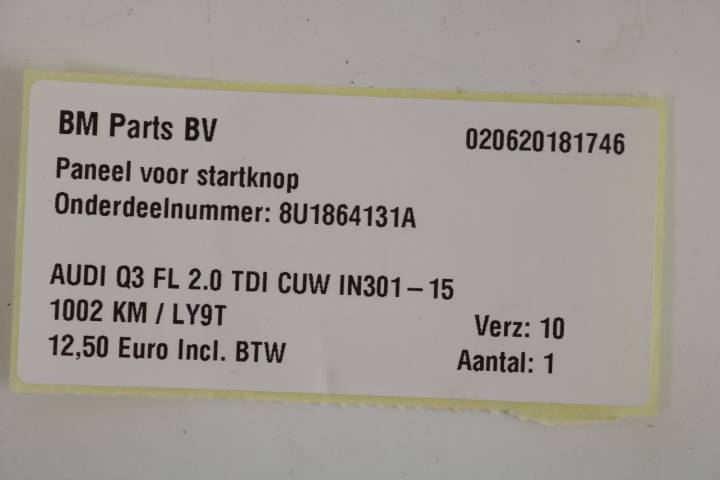 BM Parts BV 020620181746
Paneel voor startknop
Onderdeelnummer: 8U1864131A
AUDI Q3 FL 2.0 TDI CUW IN301-15
1002 KM / LY9T Verz: 10
12,50 Euro Incl. BTW Aantal: 1